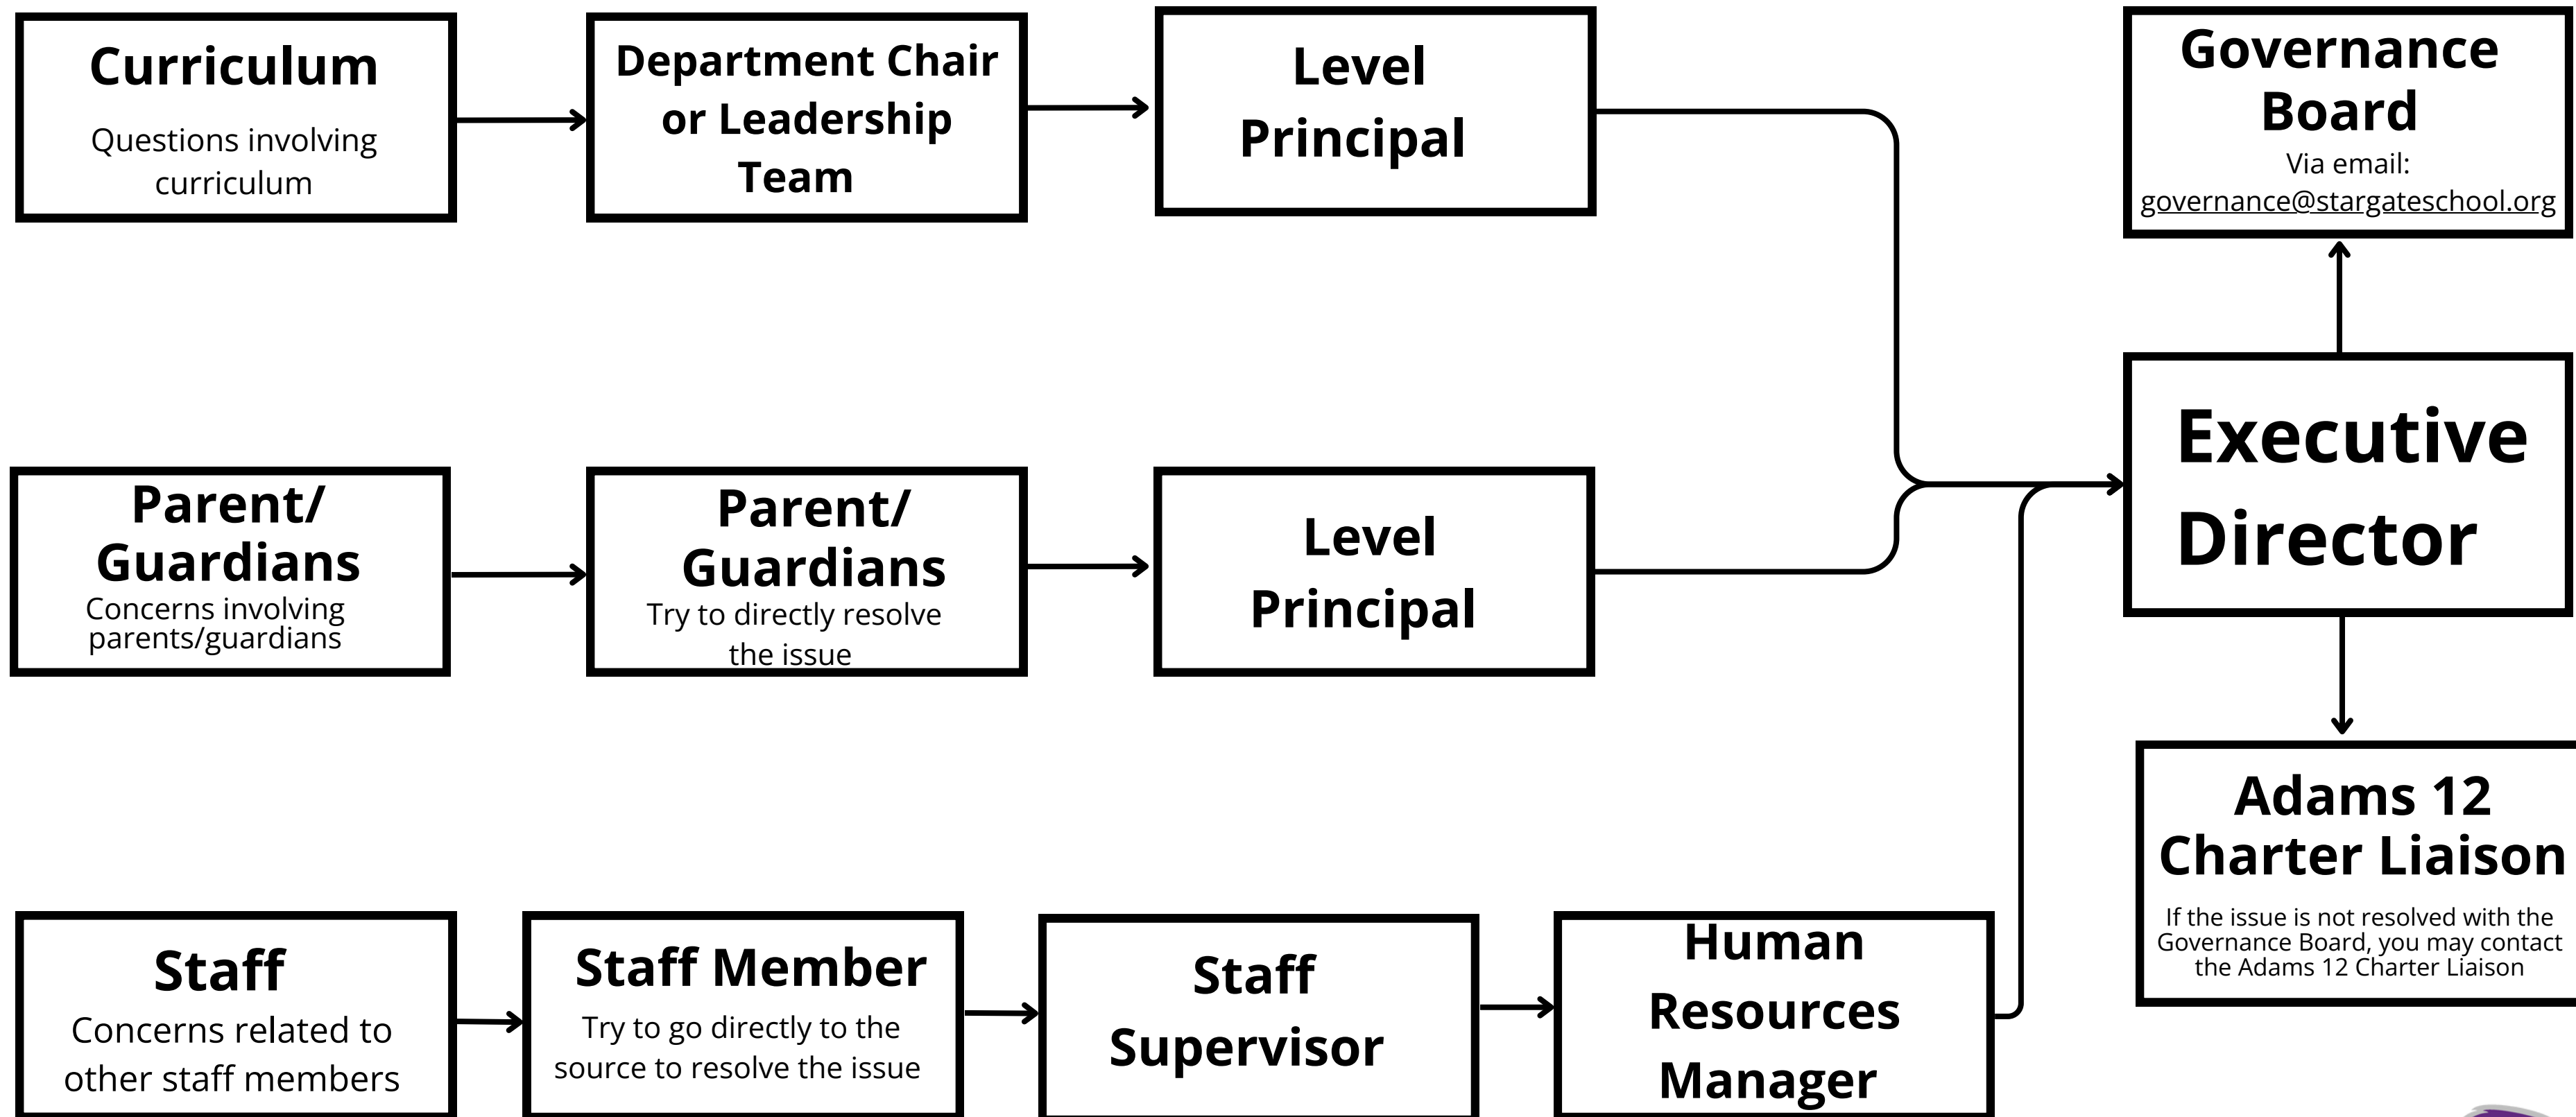 Curriculum
Questions involving
curriculum
Department Chair
or Leadership
Team
Level
Principal
Governance
Board
Via email:
governance@stargateschool.org
Parent/
Guardians
Concerns involving
parents/guardians
Parent/
Guardians
Try to directly resolve
the issue
Level
Principal
Executive
Director
Adams 12
Charter Liaison
If the issue is not resolved with the
Governance Board, you may contact
the Adams 12 Charter Liaison
Staff
Concerns related to
other staff members
Staff Member
Try to go directly to the
source to resolve the issue
Staff
Supervisor
Human
Resources
Manager